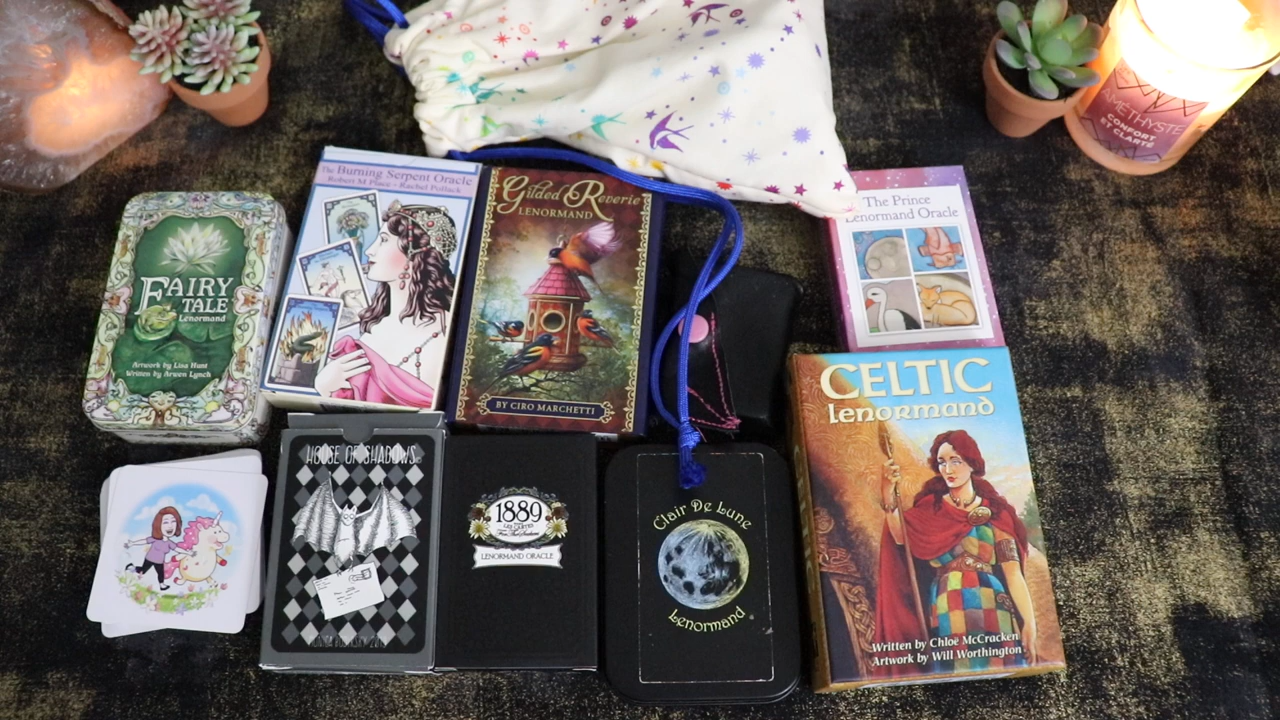 AMÉTHYSTE
CONFORT
ET CLARTÉ
The Burning Serpent Oracle
Robert M Place - Rachel Pollack
Gilded Reverie
LENORMAND
BY CIRO MARCHETTI
The Prince
Lenormand Oracle
FAIRY
TALE
Lenormand
Artwork by Lisa Hunt
Written by Arwen Lynch
CELTIC
Lenormand
Written by Chloë McCracken
Artwork by Will Worthington
HOUSE OF SHADOWS
1889
LENORMAND ORACLE
Clair De Lune
Lenormand